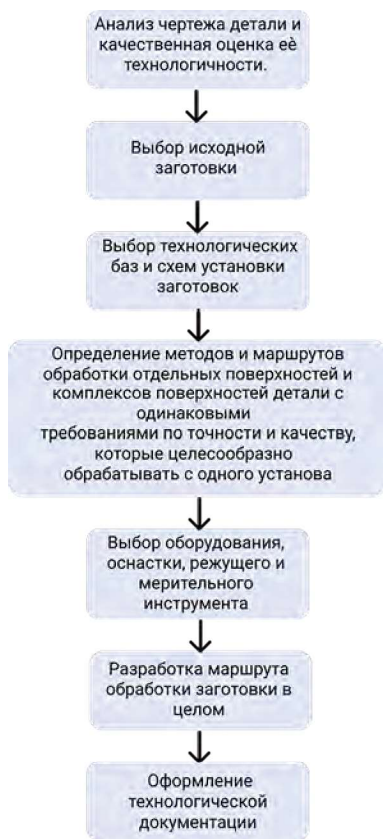 Анализ чертежа детали и
качественная оценка еѐ
технологичности.
Выбор исходной
заготовки
Выбор технологических
баз и схем установки
заготовок
Определение методов и маршрутов
обработки отдельных поверхностей и
комплексов поверхностей детали с
одинаковыми
требованиями по точности и качеству,
которые целесообразно
обрабатывать с одного установа
Выбор оборудования,
оснастки, режущего и
мерительного
инструмента
Разработка маршрута
обработки заготовки в
целом
Оформление
технологической
документации